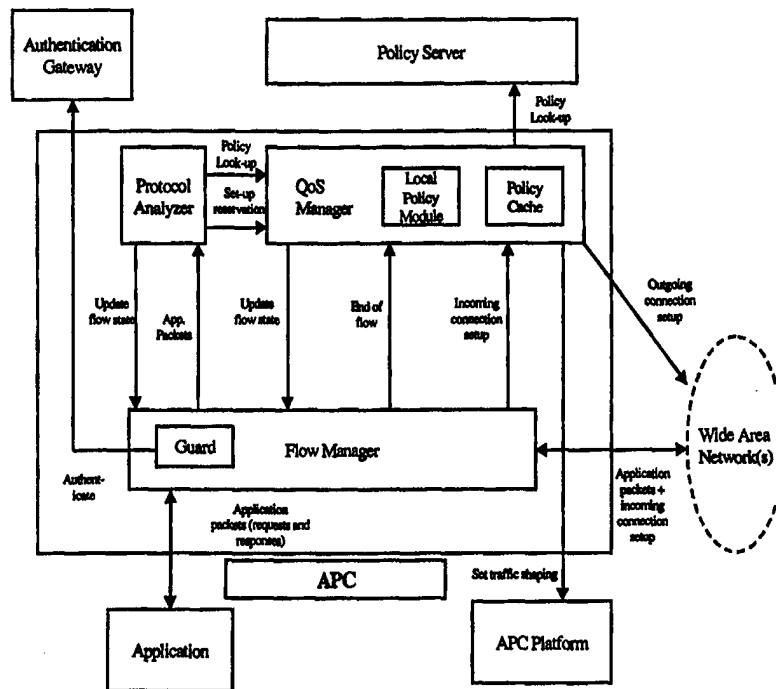 Authentication
Gateway
Policy Server
Policy
Look-up
Policy
Look-up
Set-up
reservation
Protocol
Analyzer
QoS
Manager
Local
Policy
Module
Policy
Cache
Update
flow state
App.
Packets
Update
flow state
End of
flow
Incoming
connection
setup
Outgoing
connection
setup
Guard
Flow Manager
Wide Area
Network(s)
Authent-
icate
Application
packets (requests and
responses)
Application
packets +
incoming
connection
setup
APC
Set traffic shaping
Application
APC Platform